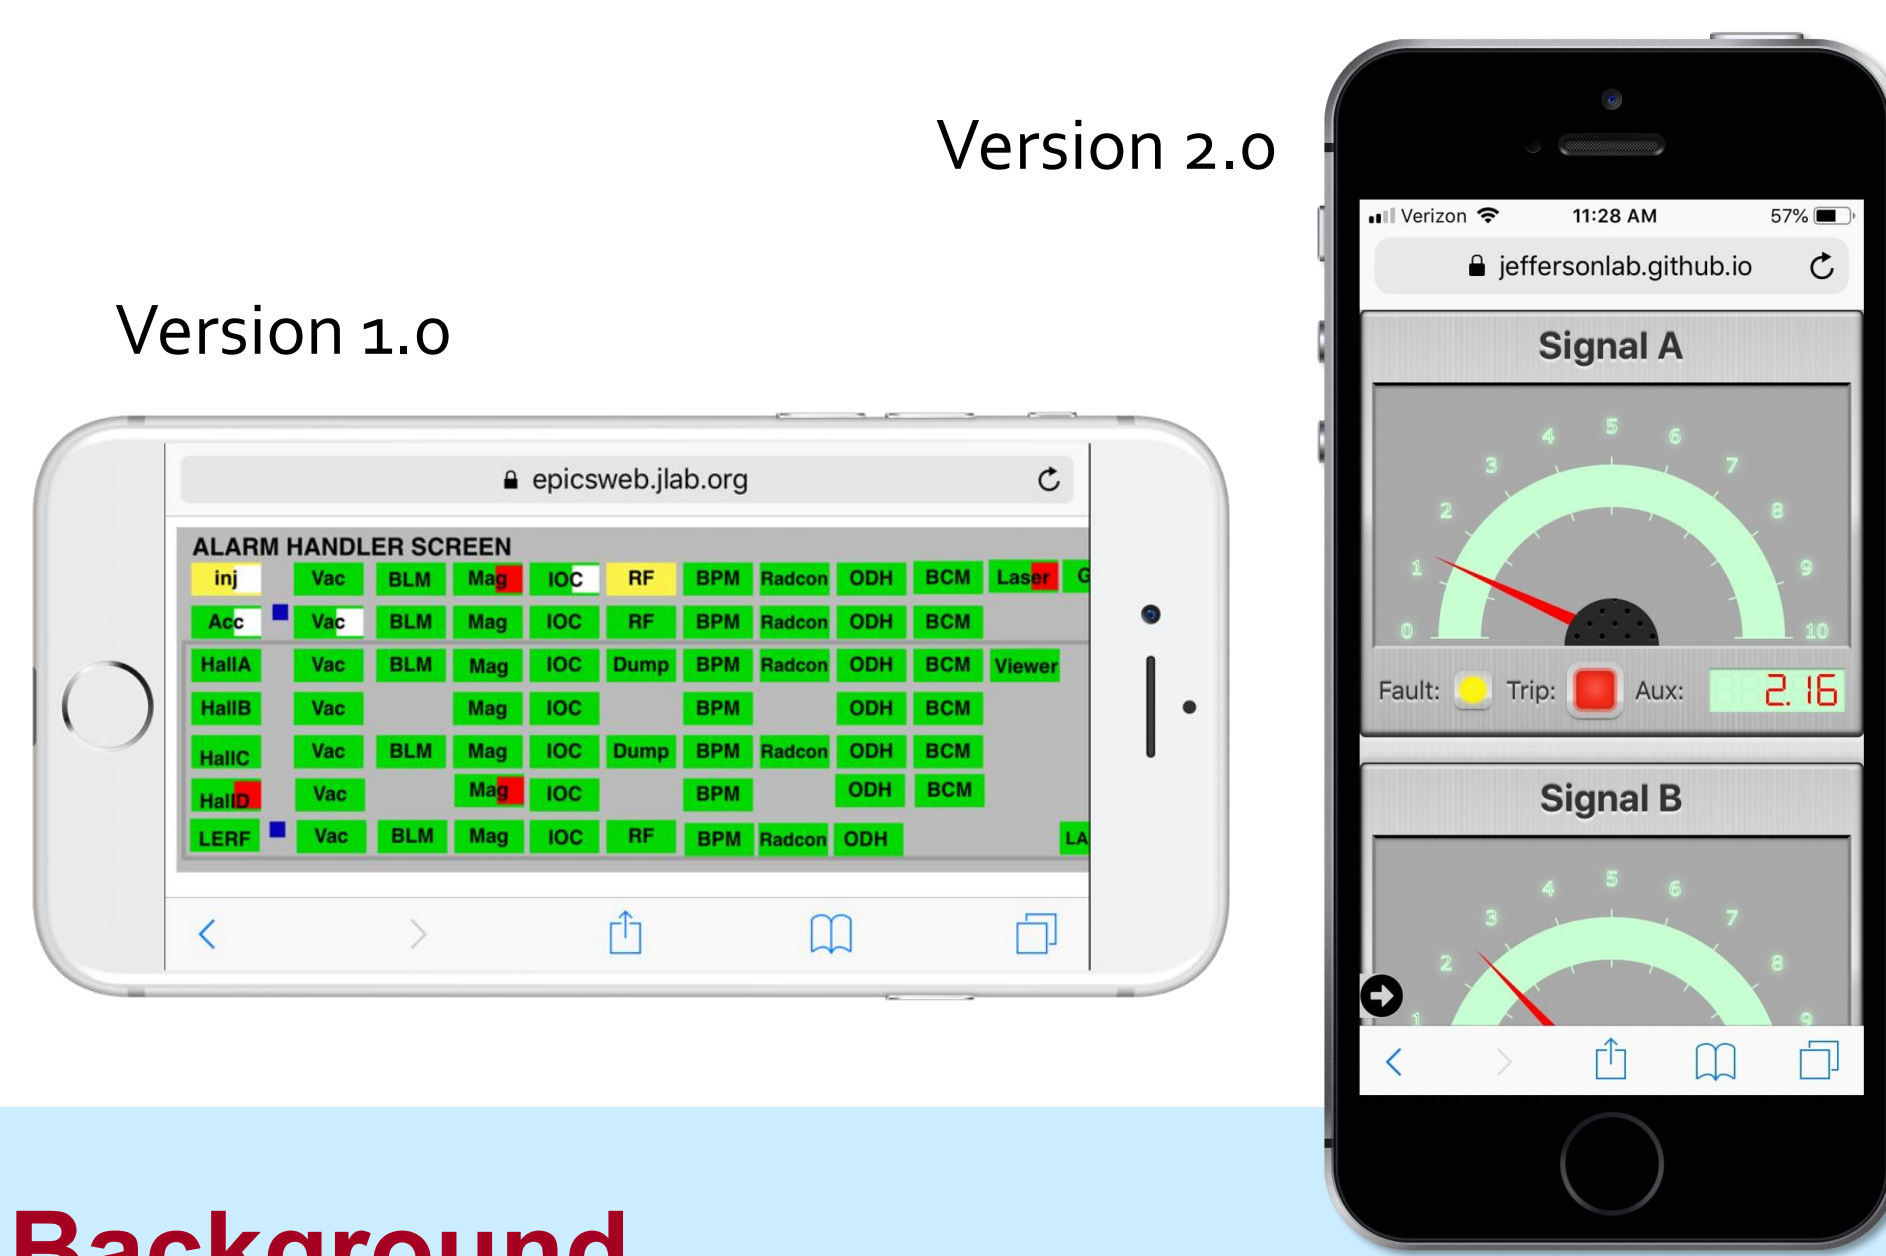 Version 2.0
Version 1.0
epicsweb.jlab.org
ALARM HANDLER SCREEN
inj Vac BLM Mag IOC RF BPM Radcon ODH BCM Laser G
Acc Vac BLM Mag IOC RF BPM Radcon ODH BCM
HallA Vac BLM Mag IOC Dump BPM Radcon ODH BCM Viewer
HallB Vac Mag IOC BPM ODH BCM
HallC Vac BLM Mag IOC Dump BPM Radcon ODH BCM
HallD Vac Mag IOC BPM ODH BCM
LERF Vac BLM Mag IOC RF BPM Radcon ODH LA
Verizon 11:28 AM 57%
jeffersonlab.github.io
Signal A
0 1 2 3 4 5 6 7 8 9 10
Fault: Trip: Aux: 2.16
Signal B
1 2 3 4 5 6 7 8 9
Background